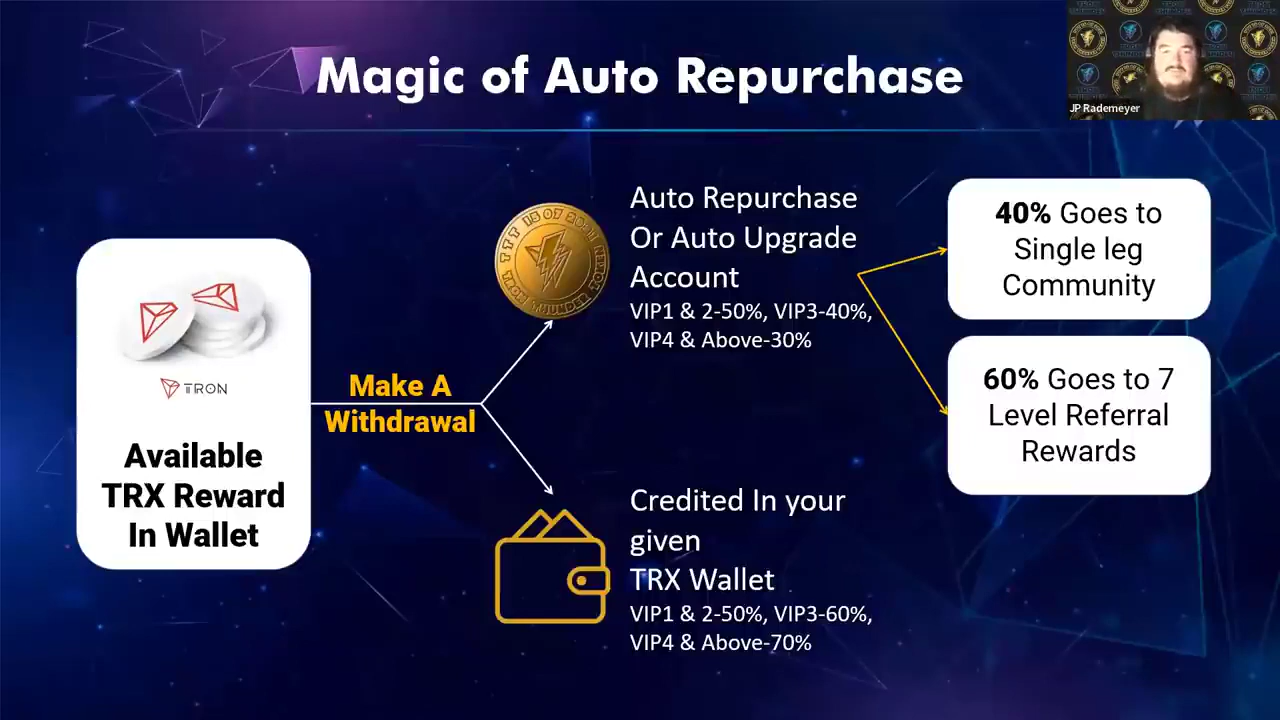 Magic of Auto Repurchase
JP Rademeyer
TRON
Available
TRX Reward
In Wallet
Make A
Withdrawal
Auto Repurchase
Or Auto Upgrade
Account
VIP1 & 2-50%, VIP3-40%,
VIP4 & Above-30%
40% Goes to
Single leg
Community
60% Goes to 7
Level Referral
Rewards
Credited In your
given
TRX Wallet
VIP1 & 2-50%, VIP3-60%,
VIP4 & Above-70%